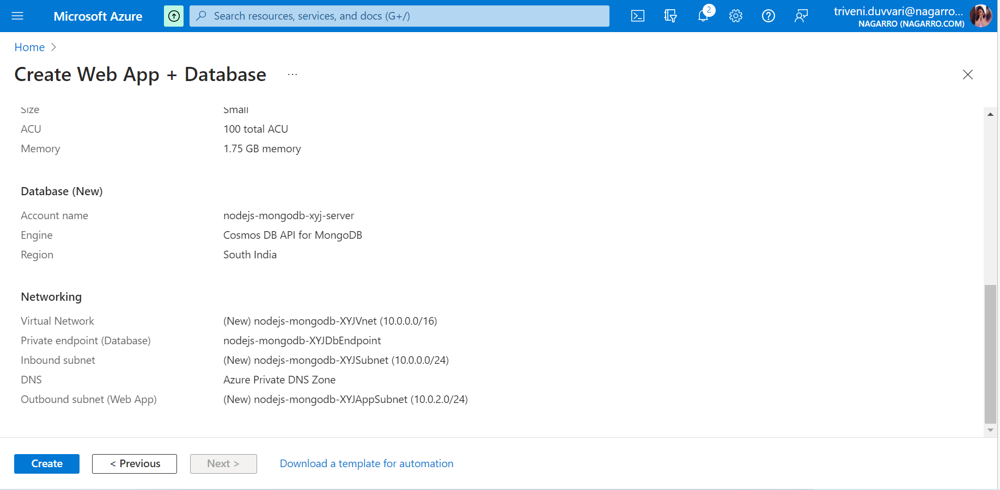 Microsoft Azure
Search resources, services, and docs (G+/)
2
triveni.duvvari@nagarro...
NAGARRO (NAGARRO.COM)
Home >
Create Web App + Database ...
Size Small
ACU 100 total ACU
Memory 1.75 GB memory
Database (New)
Account name nodejs-mongodb-xyj-server
Engine Cosmos DB API for MongoDB
Region South India
Networking
Virtual Network (New) nodejs-mongodb-XYJVnet (10.0.0.0/16)
Private endpoint (Database) nodejs-mongodb-XYJDbEndpoint
Inbound subnet (New) nodejs-mongodb-XYJSubnet (10.0.0.0/24)
DNS Azure Private DNS Zone
Outbound subnet (Web App) (New) nodejs-mongodb-XYJAppSubnet (10.0.2.0/24)
Create < Previous Next > Download a template for automation